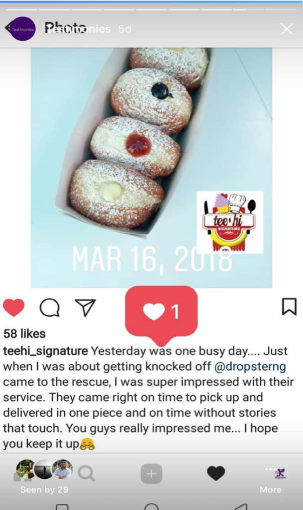 Photo
Testimonies 5d
tee'hi
SIGNATURE
MAR 16, 2018
1
58 likes
teehi_signature Yesterday was one busy day.... Just
when I was about getting knocked off @dropsterng
came to the rescue, I was super impressed with their
service. They came right on time to pick up and
delivered in one piece and on time without stories
that touch. You guys really impressed me... I hope
you keep it up
Seen by 29
More